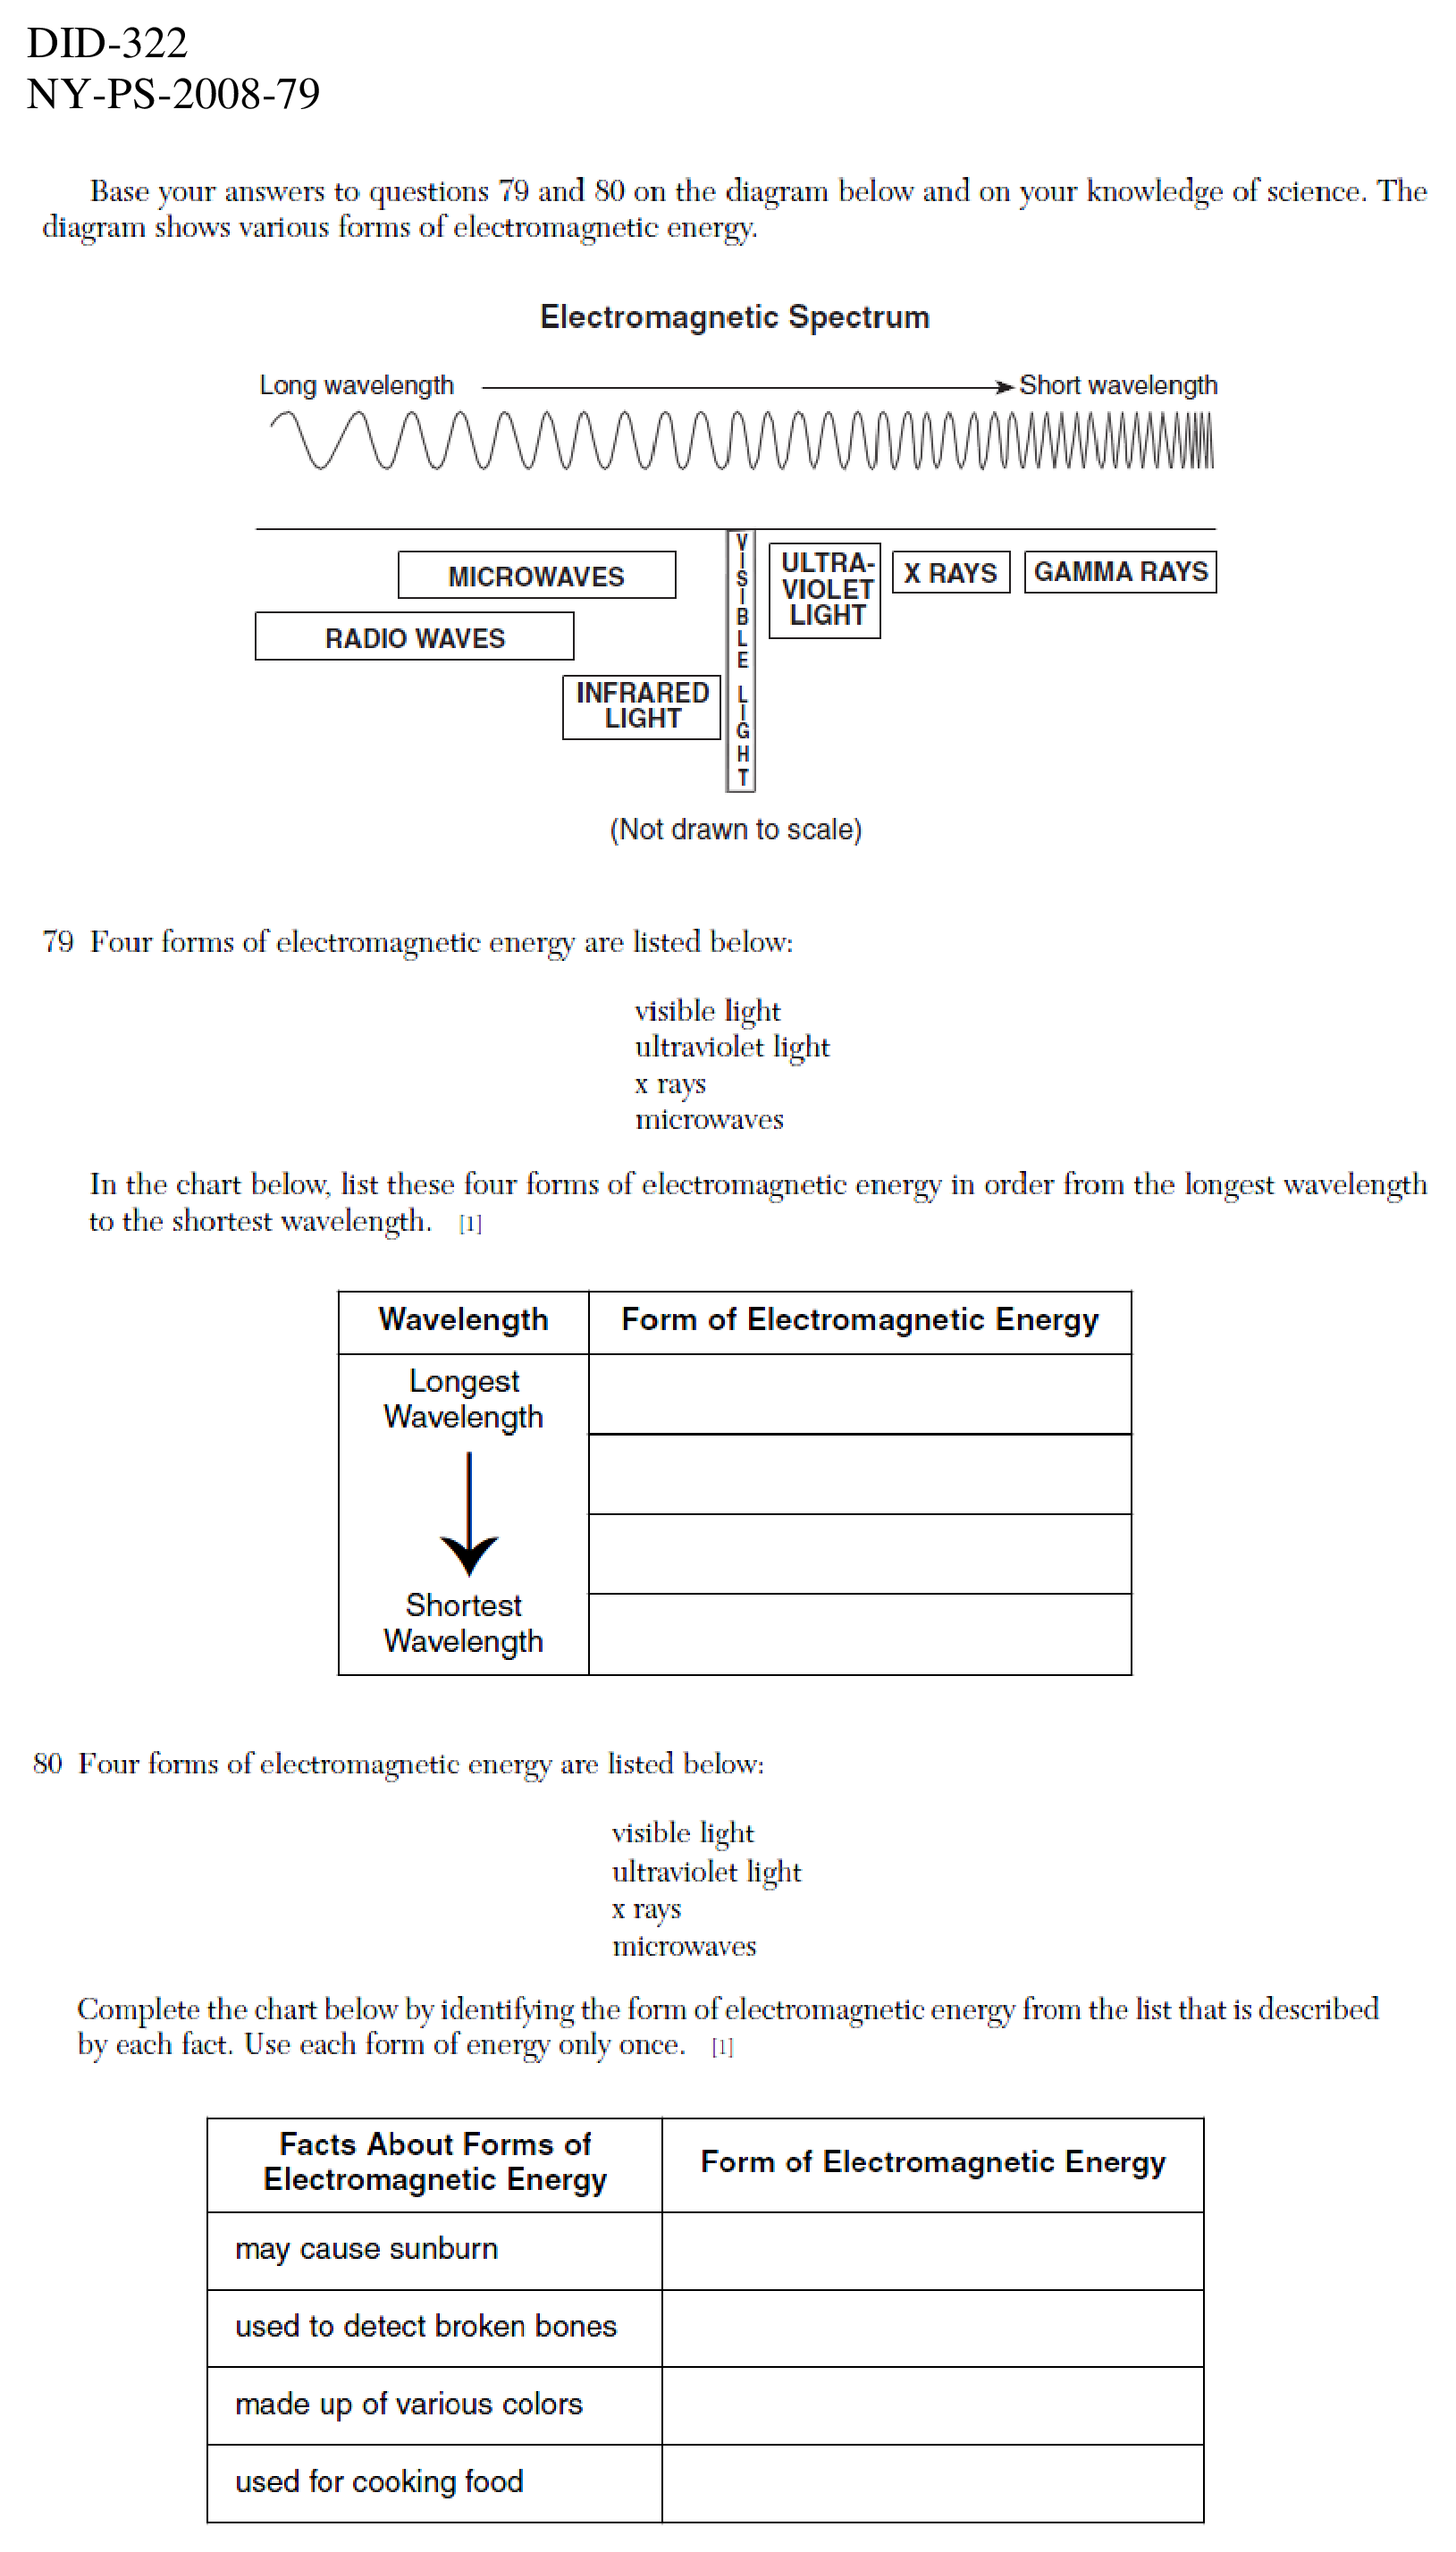 DID-322
NY-PS-2008-79
Base your answers to questions 79 and 80 on the diagram below and on your knowledge of science. The
diagram shows various forms of electromagnetic energy.
Electromagnetic Spectrum
Long wavelength
Short wavelength
MICROWAVES
RADIO WAVES
INFRARED
LIGHT
VISIBLE LIGHT
ULTRA-
VIOLET
LIGHT
X RAYS
GAMMA RAYS
(Not drawn to scale)
79 Four forms of electromagnetic energy are listed below:
visible light
ultraviolet light
x rays
microwaves
In the chart below, list these four forms of electromagnetic energy in order from the longest wavelength
to the shortest wavelength. [1]
Wavelength
Form of Electromagnetic Energy
Longest
Wavelength
Shortest
Wavelength
80 Four forms of electromagnetic energy are listed below:
visible light
ultraviolet light
x rays
microwaves
Complete the chart below by identifying the form of electromagnetic energy from the list that is described
by each fact. Use each form of energy only once. [1]
Facts About Forms of
Electromagnetic Energy
Form of Electromagnetic Energy
may cause sunburn
used to detect broken bones
made up of various colors
used for cooking food